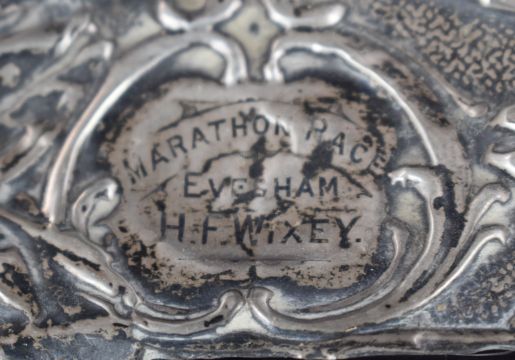 MARATHON RACE
EVESHAM
H.F WIXEY.